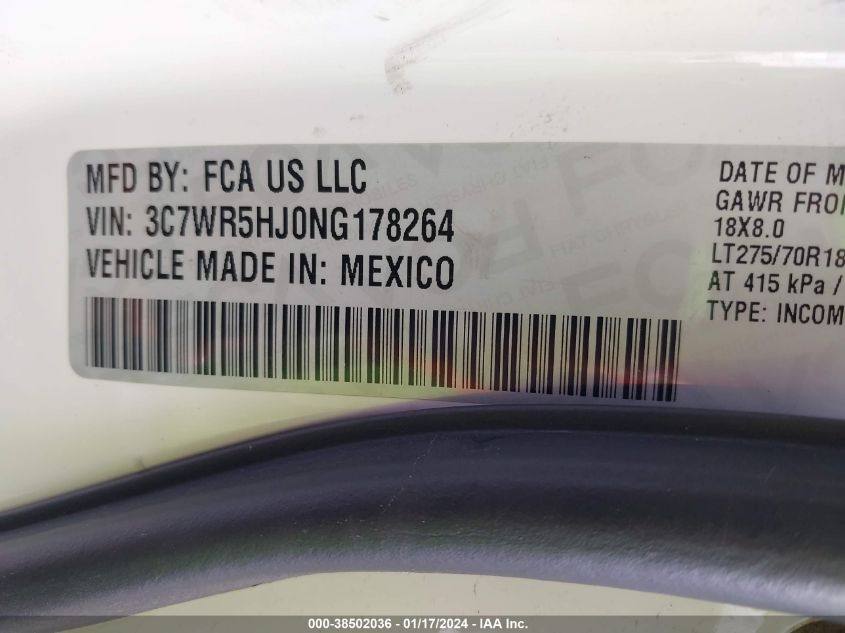 MFD BY: FCA US LLC
VIN: 3C7WR5HJ0NG178264
VEHICLE MADE IN: MEXICO
DATE OF M
GAWR FRO
18X8.0
LT275/70R18
AT 415 kPa /
TYPE: INCOM
000-38502036 - 01/17/2024 - IAA Inc.